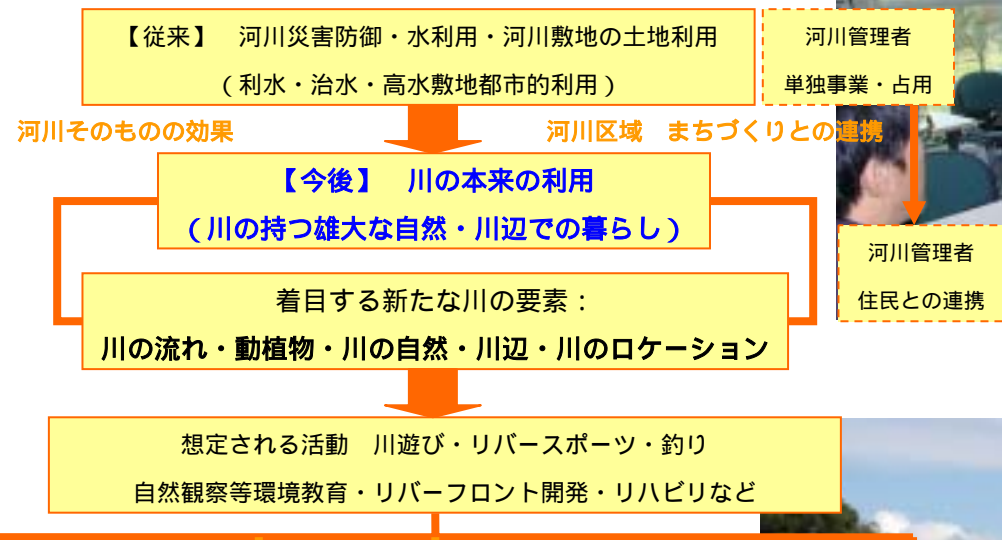 【従来】 河川災害防御・水利用・河川敷地の土地利用
(利水・治水・高水敷地都市的利用)
河川管理者
単独事業・占用
河川そのものの効果
河川区域 まちづくりとの連携
【今後】 川の本来の利用
(川の持つ雄大な自然・川辺での暮らし)
河川管理者
住民との連携
着目する新たな川の要素:
川の流れ・動植物・川の自然・川辺・川のロケーション
想定される活動 川遊び・リバースポーツ・釣り
自然観察等環境教育・リバーフロント開発・リハビリなど